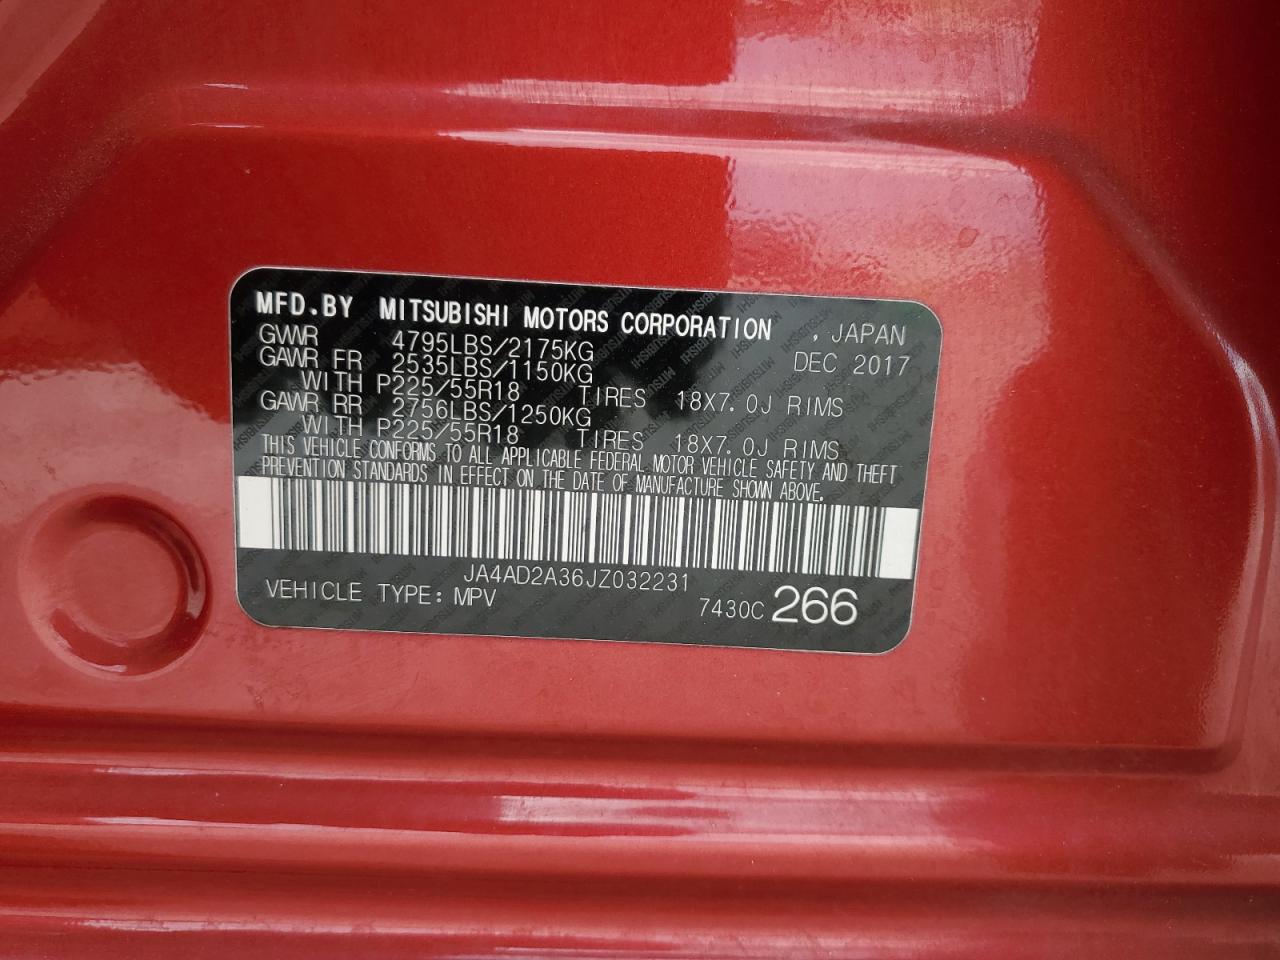 MFD.BY MITSUBISHI MOTORS CORPORATION , JAPAN
GWWR 4795LBS/2175KG DEC 2017
GAWR FR 2535LBS/1150KG
WITH P225/55R18 TIRES 18X7.0J RIMS
GAWR RR 2756LBS/1250KG
WITH P225/55R18 TIRES 18X7.0J RIMS
THIS VEHICLE CONFORMS TO ALL APPLICABLE FEDERAL MOTOR VEHICLE SAFETY AND THEFT
PREVENTION STANDARDS IN EFFECT ON THE DATE OF MANUFACTURE SHOWN ABOVE.
JA4AD2A36JZ032231
VEHICLE TYPE: MPV 7430C 266